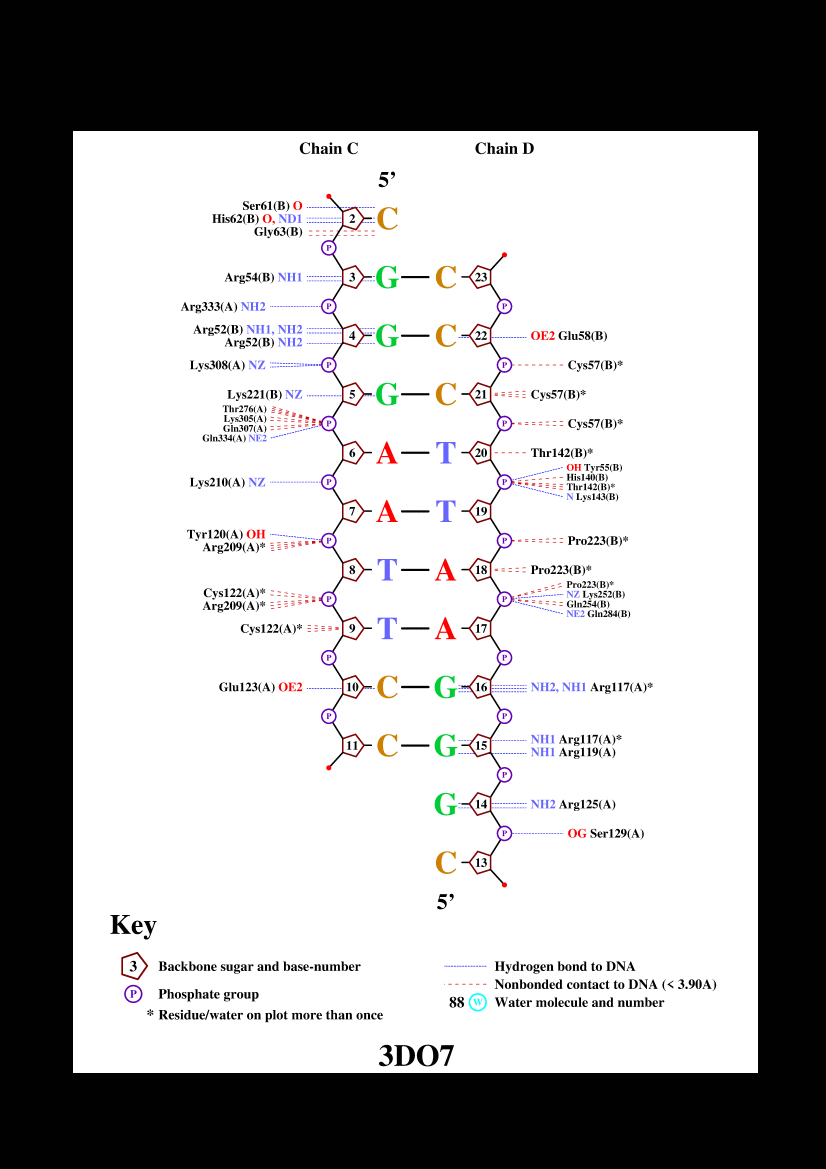 Chain C Chain D
5’
Ser61(B) O
His62(B) O, ND1 2 C
Gly63(B)
P
Arg54(B) NH1 3 G C 23
Arg333(A) NH2 P P
Arg52(B) NH1, NH2
4 G C 22 OE2 Glu58(B)
Arg52(B) NH2
Lys308(A) NZ P P Cys57(B)*
Lys221(B) NZ 5 G C 21 Cys57(B)*
Thr276(A)
Lys305(A)
P P Cys57(B)*
Gln307(A)
Gln334(A) NE2
6 A T 20 Thr142(B)*
OH Tyr55(B)
His140(B)
Lys210(A) NZ P P
Thr142(B)*
N Lys143(B)
7 A T 19
Tyr120(A) OH
P P Pro223(B)*
Arg209(A)*
8 T A 18 Pro223(B)*
Pro223(B)*
Cys122(A)* NZ Lys252(B)
P P
Arg209(A)* Gln254(B)
NE2 Gln284(B)
Cys122(A)* 9 T A 17
P P
Glu123(A) OE2 10 C G 16 NH2, NH1 Arg117(A)*
P P
NH1 Arg117(A)*
11 C G 15
NH1 Arg119(A)
P
G 14 NH2 Arg125(A)
P OG Ser129(A)
C 13
5’
Key
3 Backbone sugar and base-number
P Phosphate group
* Residue/water on plot more than once
Hydrogen bond to DNA
Nonbonded contact to DNA (< 3.90A)
88 W Water molecule and number
3DO7